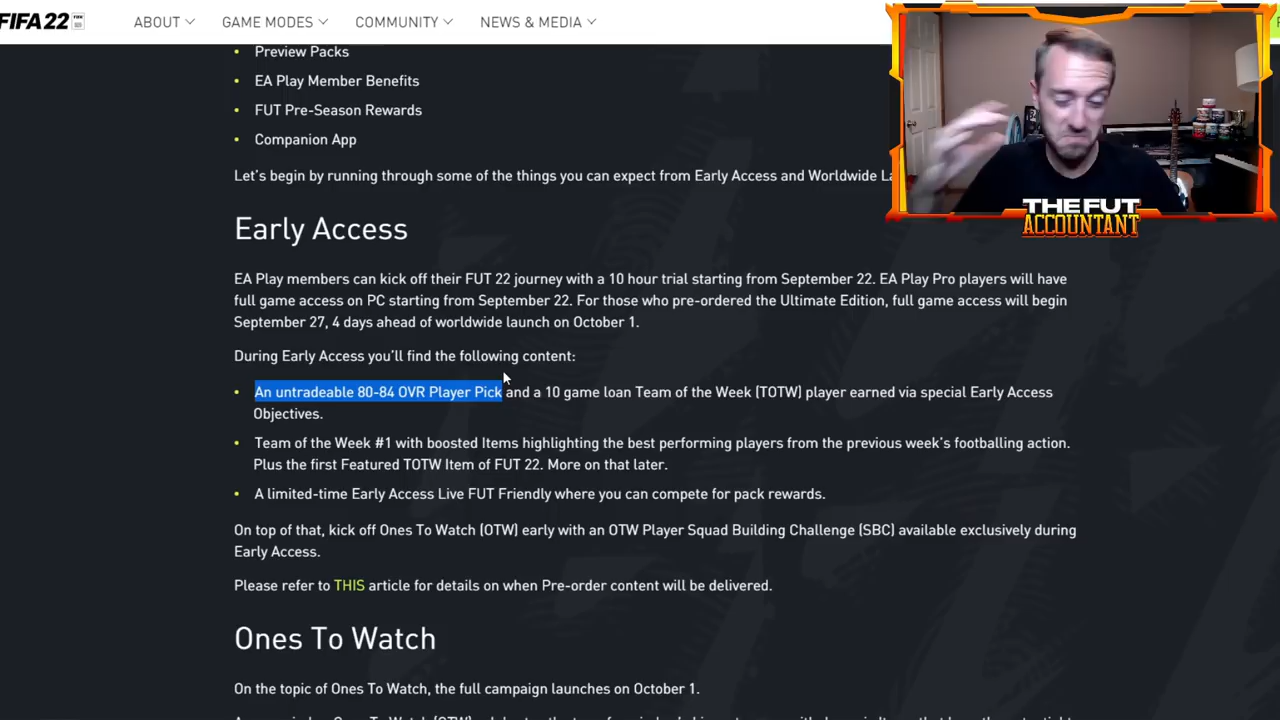 FIFA 22
ABOUT GAME MODES COMMUNITY NEWS & MEDIA
• Preview Packs
• EA Play Member Benefits
• FUT Pre-Season Rewards
• Companion App
Let's begin by running through some of the things you can expect from Early Access and Worldwide
THE FUT
ACCOUNTANT
Early Access
EA Play members can kick off their FUT 22 journey with a 10 hour trial starting from September 22. EA Play Pro players will have
full game access on PC starting from September 22. For those who pre-ordered the Ultimate Edition, full game access will begin
September 27, 4 days ahead of worldwide launch on October 1.
During Early Access you'll find the following content:
• An untradeable 80-84 OVR Player Pick and a 10 game loan Team of the Week (TOTW) player earned via special Early Access
Objectives.
• Team of the Week #1 with boosted Items highlighting the best performing players from the previous week's footballing action.
Plus the first Featured TOTW Item of FUT 22. More on that later.
• A limited-time Early Access Live FUT Friendly where you can compete for pack rewards.
On top of that, kick off Ones To Watch (OTW) early with an OTW Player Squad Building Challenge (SBC) available exclusively during
Early Access.
Please refer to THIS article for details on when Pre-order content will be delivered.
Ones To Watch
On the topic of Ones To Watch, the full campaign launches on October 1.